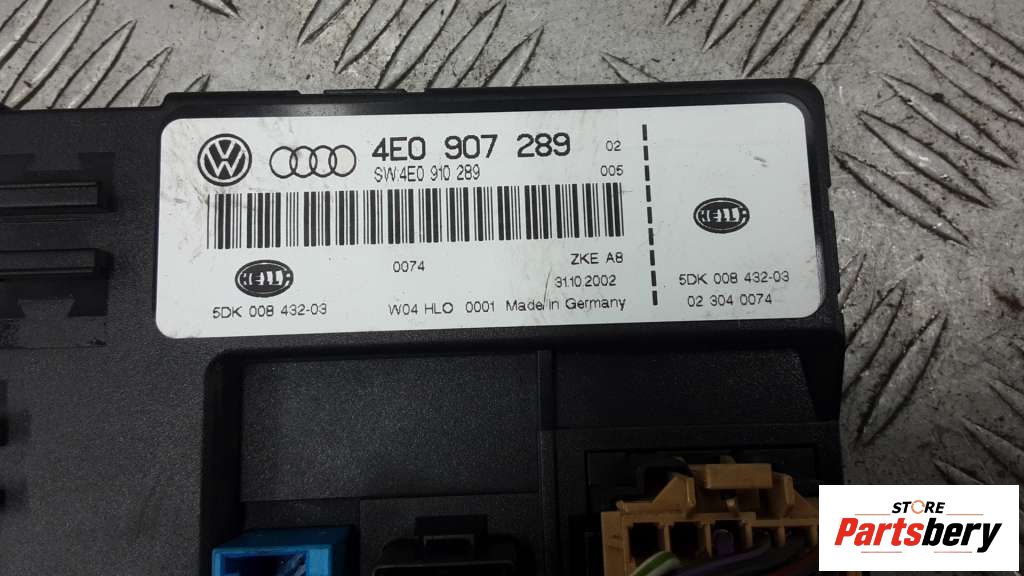 4E0 907 289 02
SW:4E0 910 289 005
0074 ZKE A8
31.10.2002
HELLA
5DK 008 432-03
W04 HLO 0001 Made in Germany
HELLA
5DK 008 432-03
02 304 0074
STORE
Partsbery